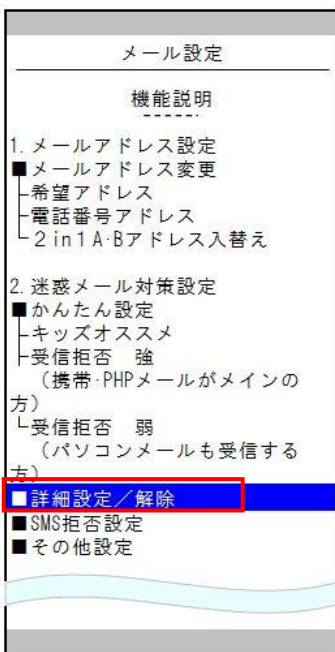 メール設定
機能説明
1.メールアドレス設定
■メールアドレス変更
├希望アドレス
├電話番号アドレス
└2in1A・Bアドレス入替え
2.迷惑メール対策設定
■かんたん設定
├キッズオススメ
├受信拒否 強
(携帯・PHPメールがメインの
方)
└受信拒否 弱
(パソコンメールも受信する
方)
■詳細設定/解除
■SMS拒否設定
■その他設定